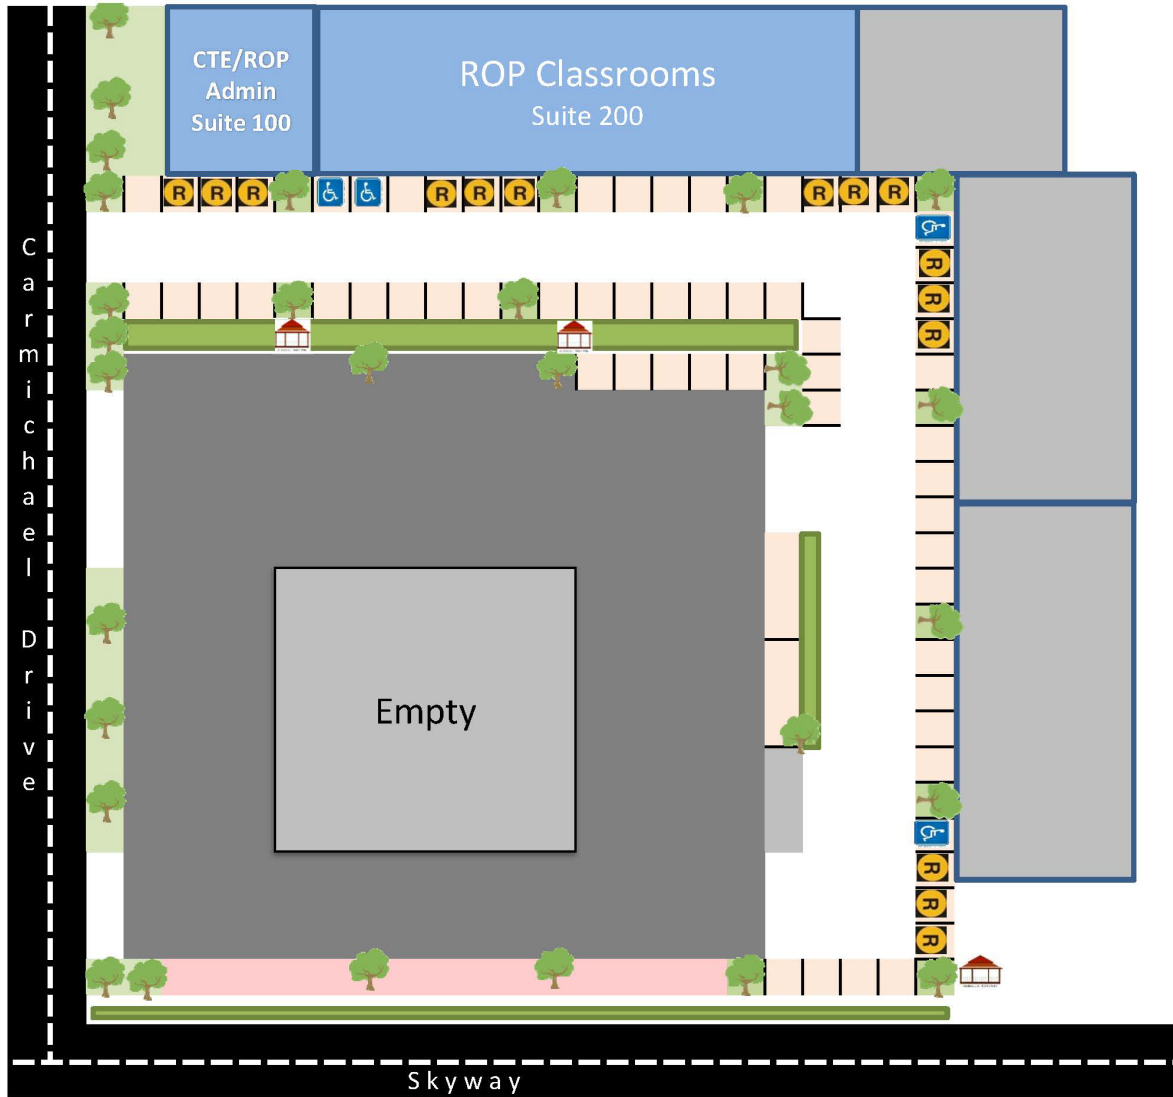 CTE/ROP
Admin
Suite 100
ROP Classrooms
Suite 200
R R R R R R R R R
R
R
R
Carmichael Drive
Empty
R
R
R
Skyway